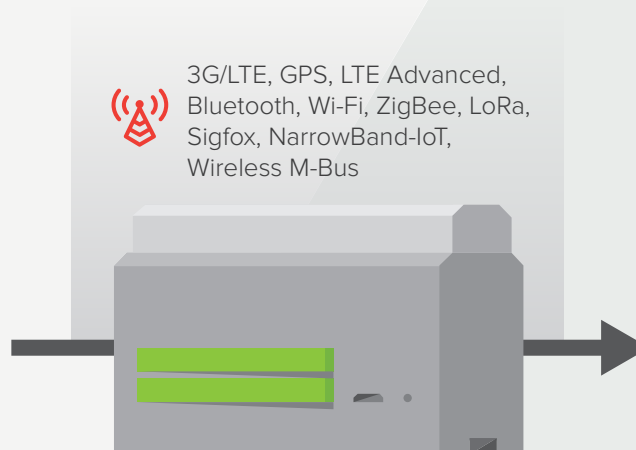 3G/LTE, GPS, LTE Advanced,
Bluetooth, Wi-Fi, ZigBee, LoRa,
Sigfox, NarrowBand-IoT,
Wireless M-Bus